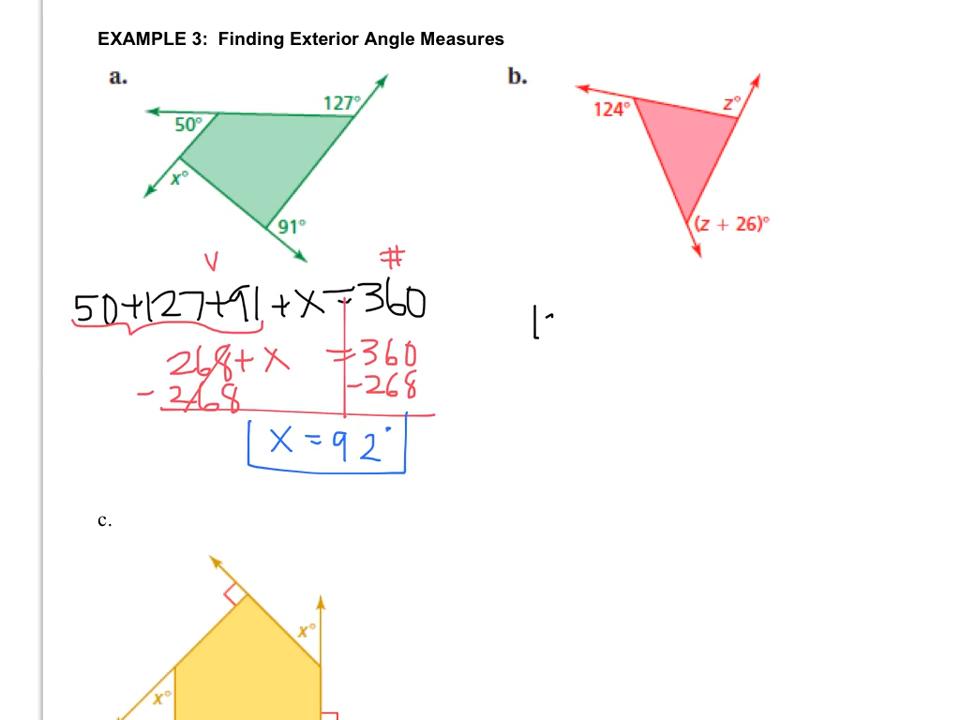 EXAMPLE 3: Finding Exterior Angle Measures
a.
127°
50°
x°
91°
b.
124°
z°
(z + 26)°
V #
50+127+91+x=360
268+x =360
-268 -268
x=92°
c.
x°
x°